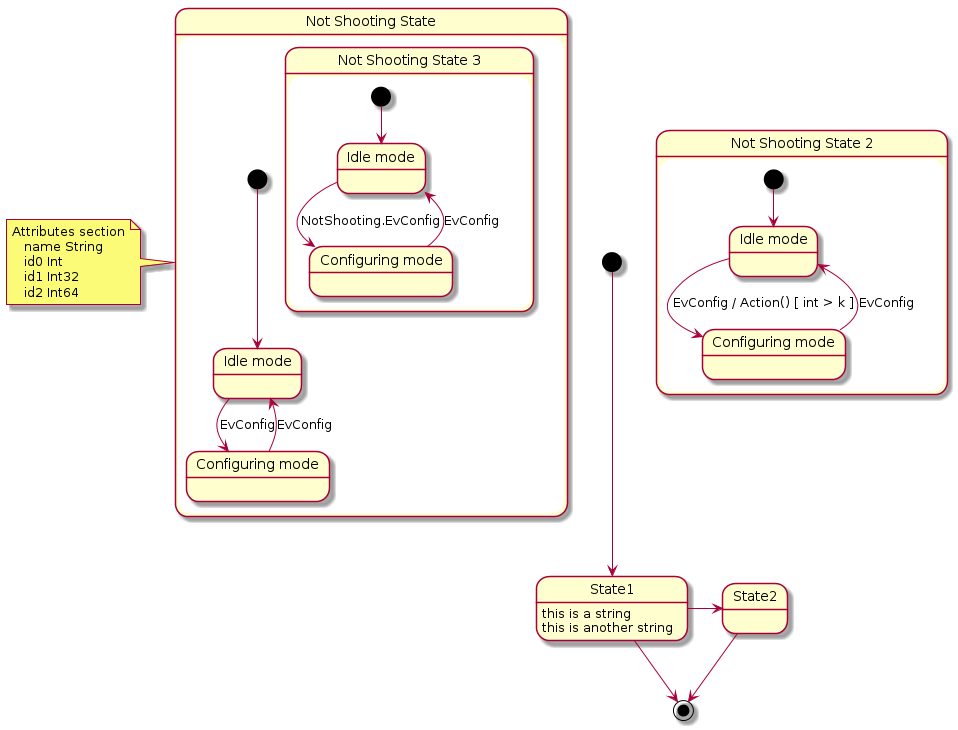 Not Shooting State
Not Shooting State 3
Idle mode
NotShooting.EvConfig
EvConfig
Configuring mode
Attributes section
name String
id0 Int
id1 Int32
id2 Int64
Idle mode
EvConfig
EvConfig
Configuring mode
Not Shooting State 2
Idle mode
EvConfig / Action() [ int > k ]
EvConfig
Configuring mode
State1
this is a string
this is another string
State2